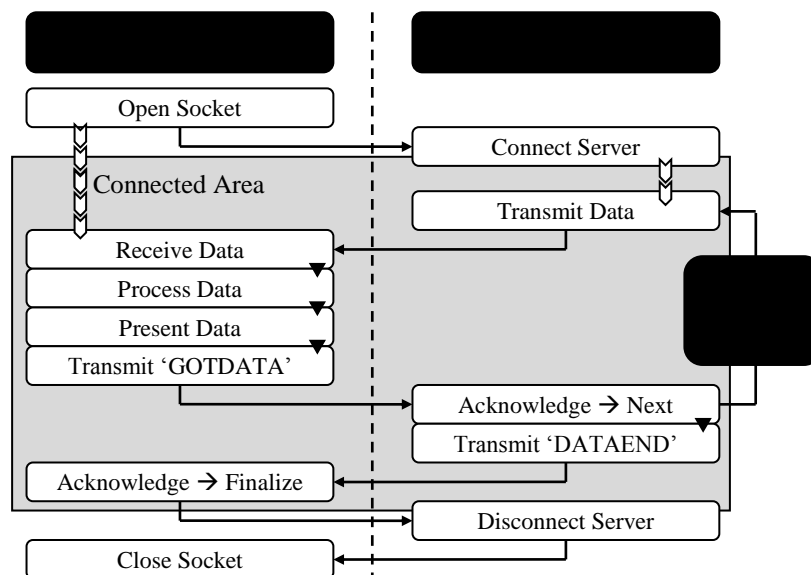 Open Socket
Connect Server
Connected Area
Transmit Data
Receive Data
Process Data
Present Data
Transmit ‘GOTDATA’
Acknowledge → Next
Transmit ‘DATAEND’
Acknowledge → Finalize
Disconnect Server
Close Socket